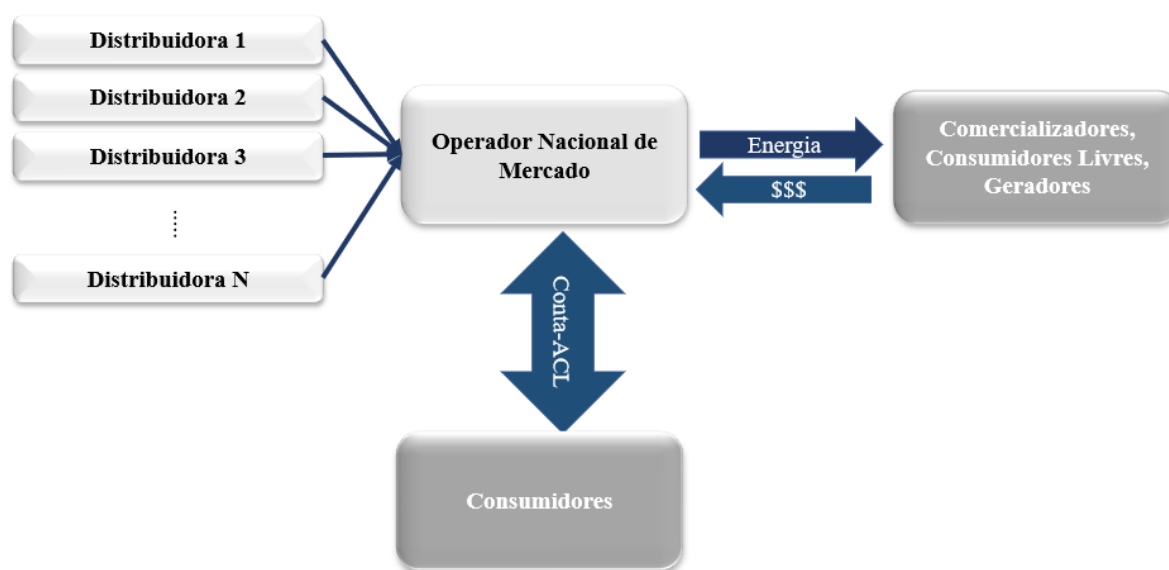 Distribuidora 1
Distribuidora 2
Distribuidora 3
Distribuidora N
Operador Nacional de
Mercado
Energia
$$$
Comercializadores,
Consumidores Livres,
Geradores
Conta-ACL
Consumidores